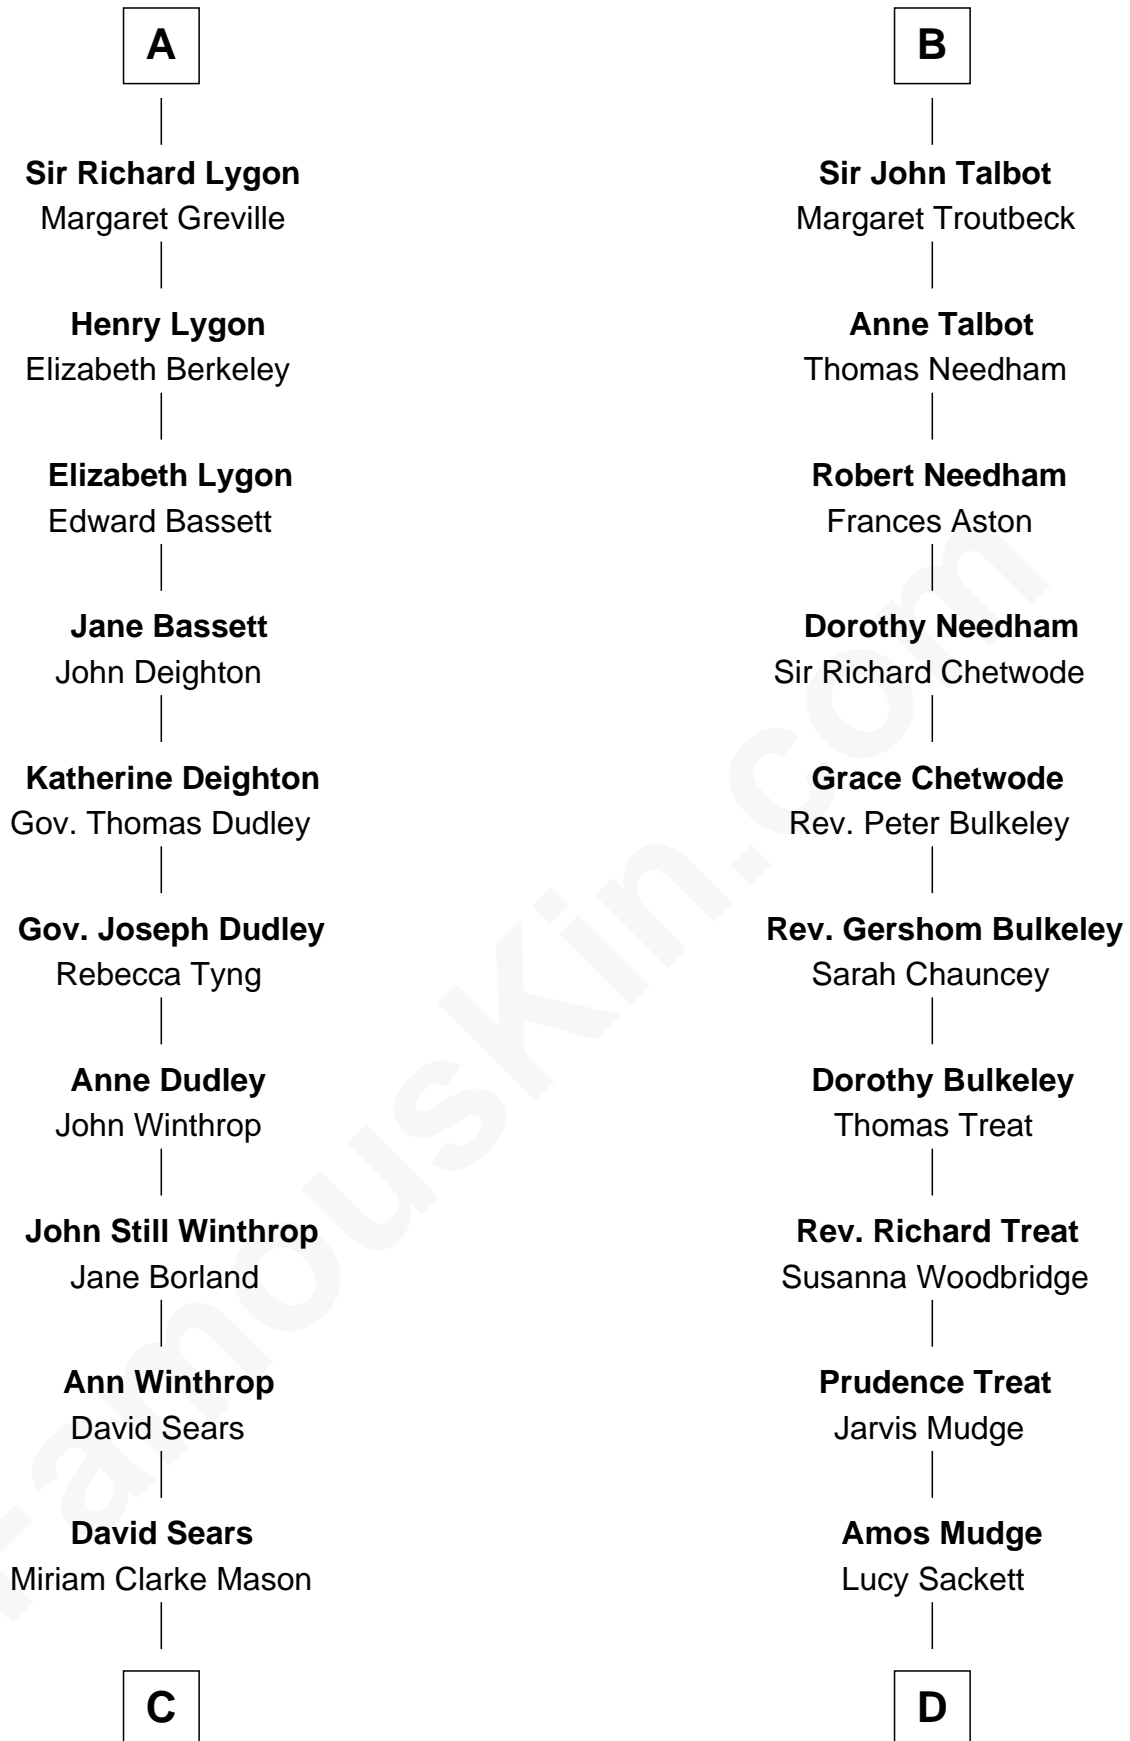 A
Sir Richard Lygon
Margaret Greville
Henry Lygon
Elizabeth Berkeley
Elizabeth Lygon
Edward Bassett
Jane Bassett
John Deighton
Katherine Deighton
Gov. Thomas Dudley
Gov. Joseph Dudley
Rebecca Tyng
Anne Dudley
John Winthrop
John Still Winthrop
Jane Borland
Ann Winthrop
David Sears
David Sears
Miriam Clarke Mason
C
B
Sir John Talbot
Margaret Troutbeck
Anne Talbot
Thomas Needham
Robert Needham
Frances Aston
Dorothy Needham
Sir Richard Chetwode
Grace Chetwode
Rev. Peter Bulkeley
Rev. Gershom Bulkeley
Sarah Chauncey
Dorothy Bulkeley
Thomas Treat
Rev. Richard Treat
Susanna Woodbridge
Prudence Treat
Jarvis Mudge
Amos Mudge
Lucy Sackett
D
FamousKin.com